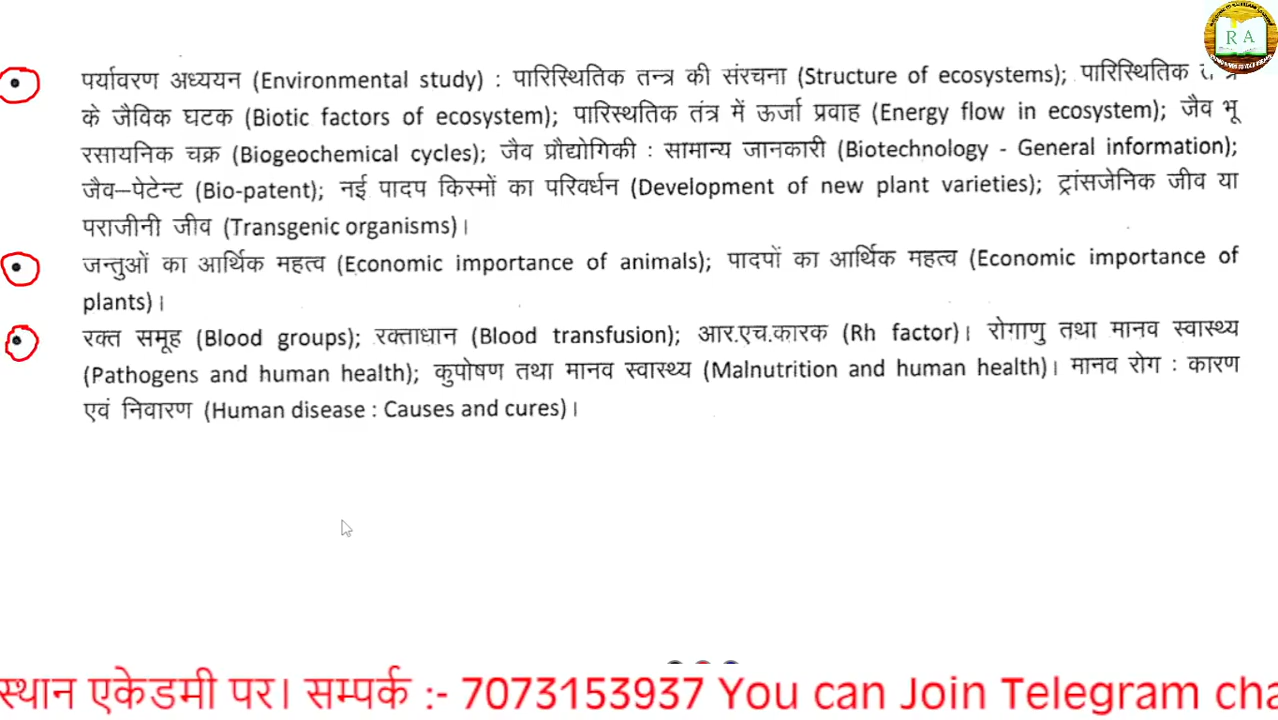 R A
पर्यावरण अध्ययन (Environmental study) : पारिस्थितिक तन्त्र की संरचना (Structure of ecosystems); पारिस्थितिक
के जैविक घटक (Biotic factors of ecosystem); पारिस्थतिक तंत्र में ऊर्जा प्रवाह (Energy flow in ecosystem); जैव भू
रसायनिक चक्र (Biogeochemical cycles); जैव प्रौद्योगिकी : सामान्य जानकारी (Biotechnology - General information);
जैव–पेटेन्ट (Bio-patent); नई पादप किस्मों का परिवर्धन (Development of new plant varieties); ट्रांसजेनिक जीव या
पराजीनी जीव (Transgenic organisms)।
जन्तुओं का आर्थिक महत्व (Economic importance of animals); पादपों का आर्थिक महत्व (Economic importance of
plants)।
रक्त समूह (Blood groups); रक्ताधान (Blood transfusion); आर.एच.कारक (Rh factor)। रोगाणु तथा मानव स्वास्थ्य
(Pathogens and human health); कुपोषण तथा मानव स्वास्थ्य (Malnutrition and human health)। मानव रोग : कारण
एवं निवारण (Human disease : Causes and cures)।
स्थान एकेडमी पर। सम्पर्क :- 7073153937 You can Join Telegram cha